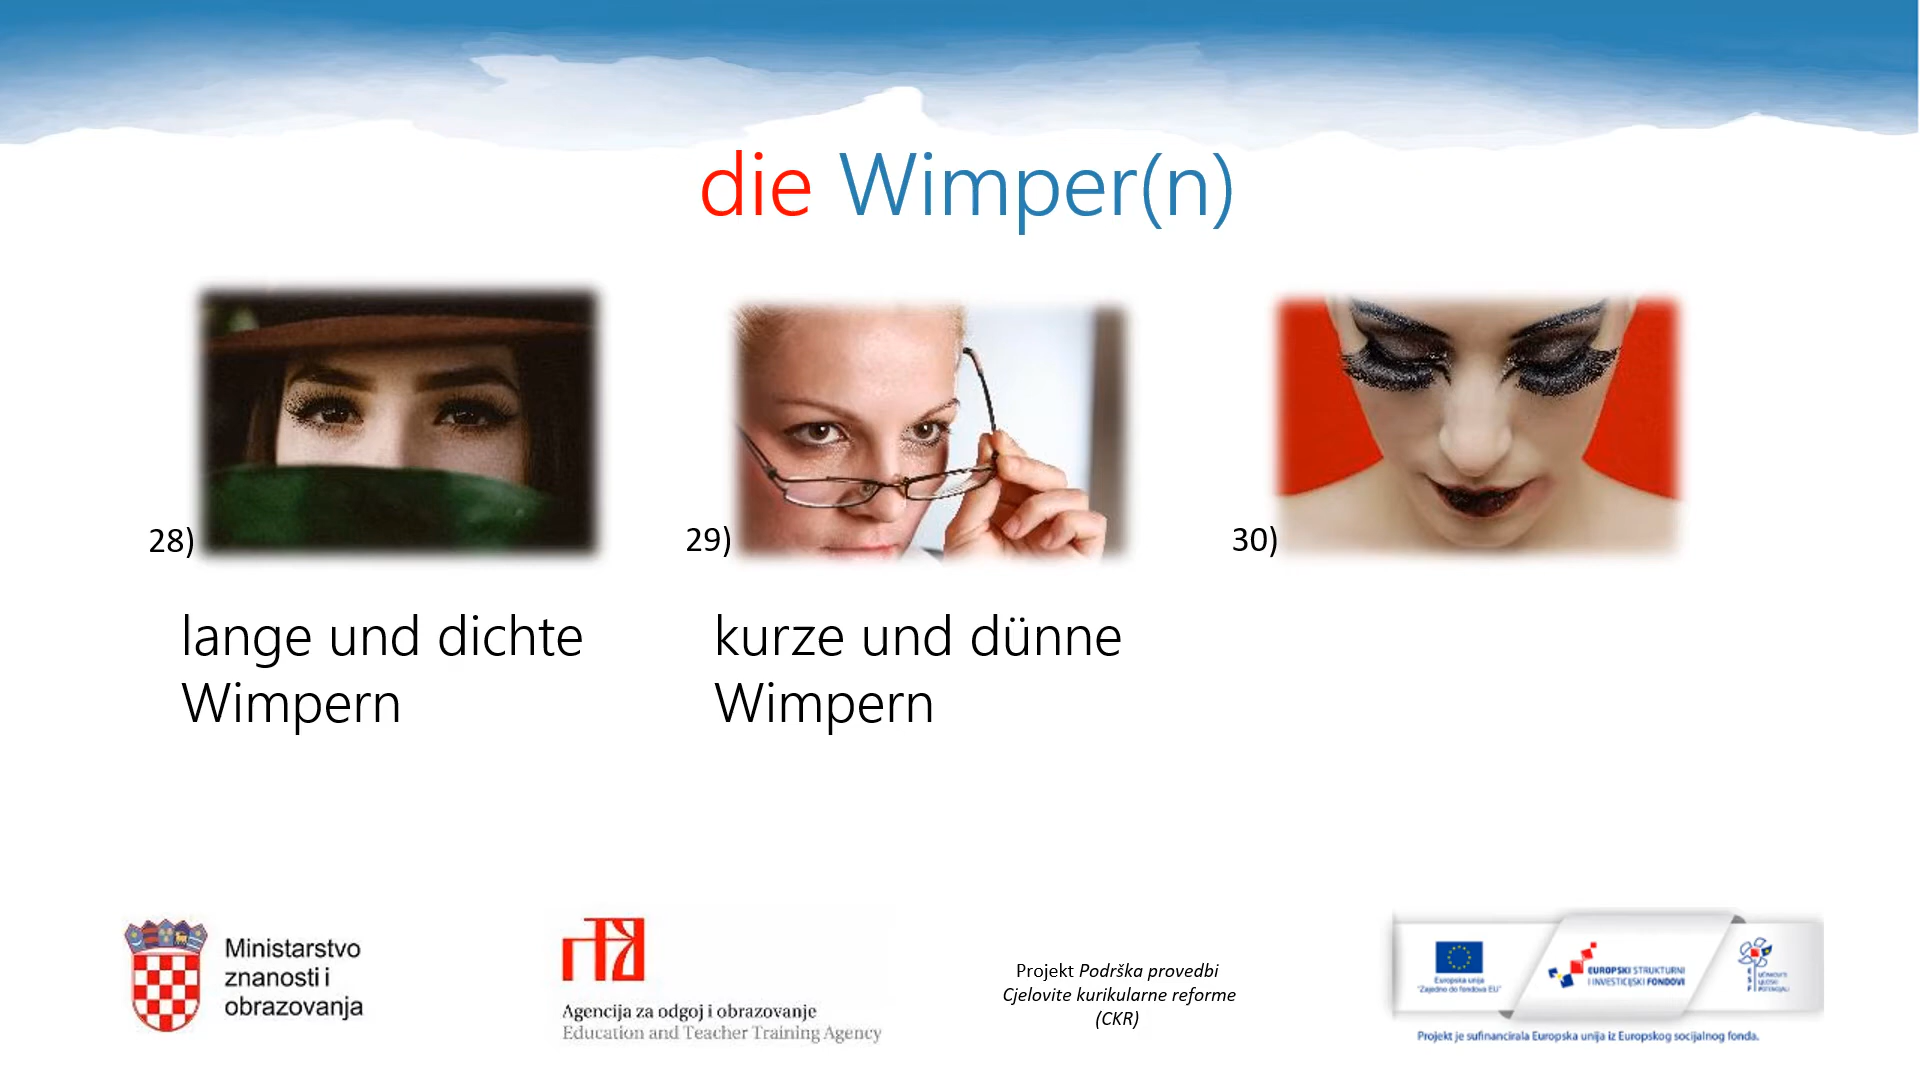 die Wimper(n)
28)
29)
30)
lange und dichte
Wimpern
kurze und dünne
Wimpern
Ministarstvo
znanosti i
obrazovanja
Agencija za odgoj i obrazovanje
Education and Teacher Training Agency
Projekt Podrška provedbi
Cjelovite kurikularne reforme
(CKR)
Europska unija
"Zajedno do fondova EU"
EUROPSKI STRUKTURNI
I INVESTICIJSKI FONDOVI
Projekt je sufinancirala Europska unija iz Europskog socijalnog fonda.